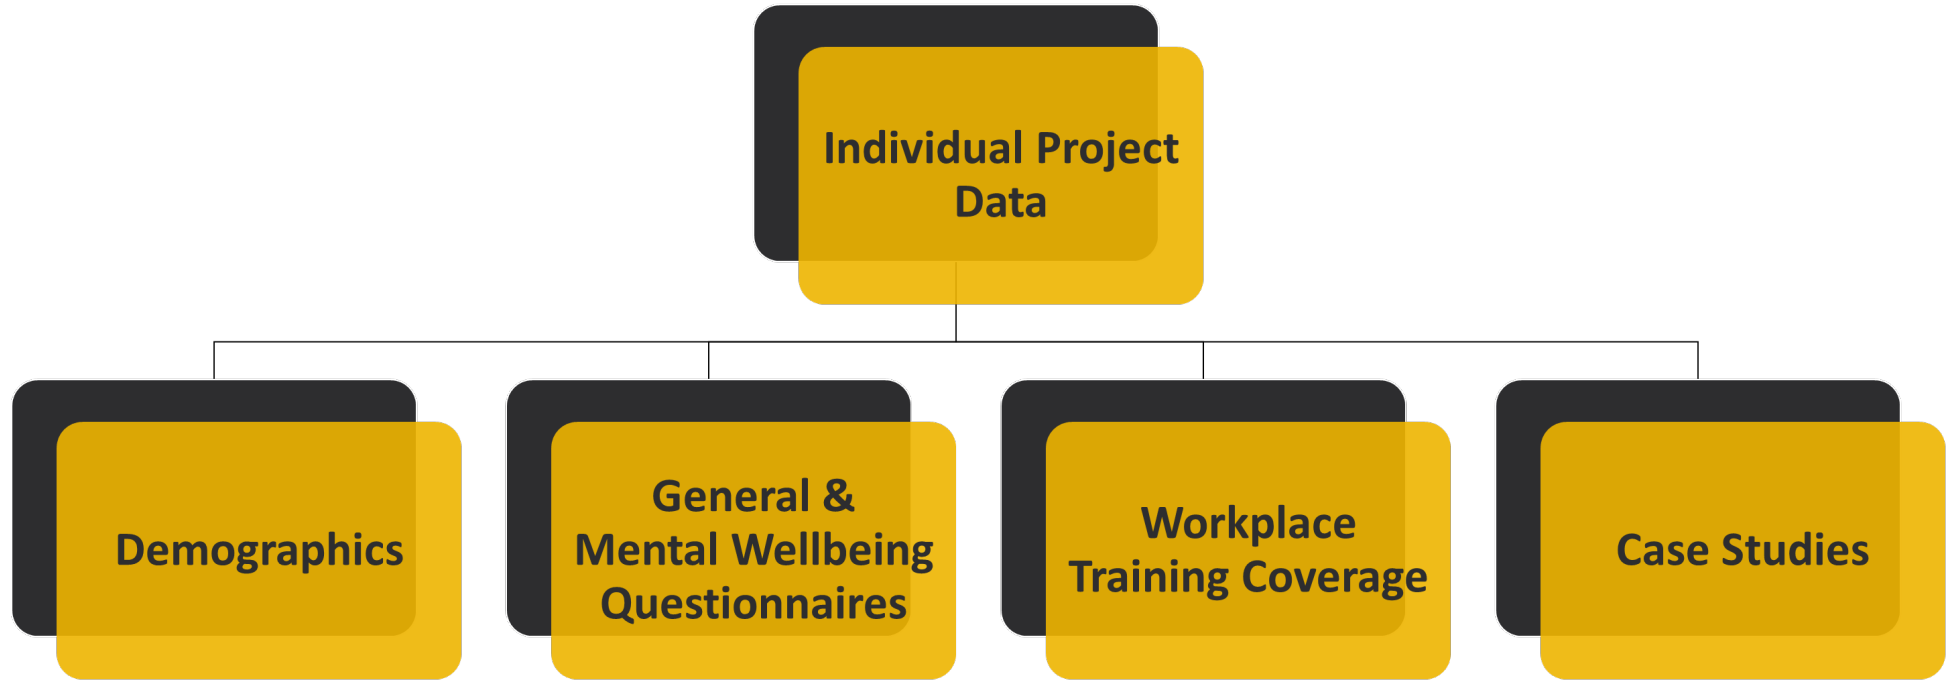 Individual Project
Data
Demographics
General &
Mental Wellbeing
Questionnaires
Workplace
Training Coverage
Case Studies